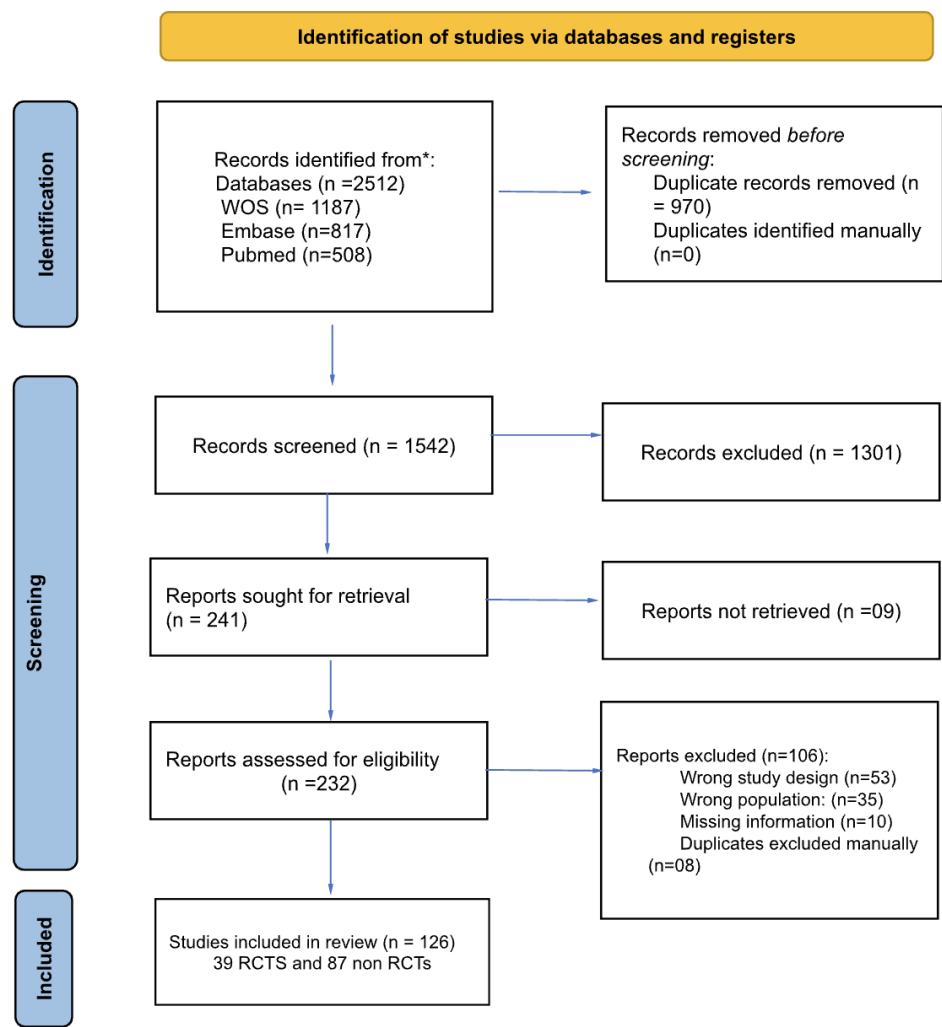 Identification of studies via databases and registers
Identification
Records identified from*:
Databases (n =2512)
WOS (n= 1187)
Embase (n=817)
Pubmed (n=508)
Records removed before
screening:
Duplicate records removed (n
= 970)
Duplicates identified manually
(n=0)
Screening
Records screened (n = 1542)
Records excluded (n = 1301)
Reports sought for retrieval
(n = 241)
Reports not retrieved (n =09)
Reports assessed for eligibility
(n =232)
Reports excluded (n=106):
Wrong study design (n=53)
Wrong population: (n=35)
Missing information (n=10)
Duplicates excluded manually
(n=08)
Included
Studies included in review (n = 126)
39 RCTS and 87 non RCTs